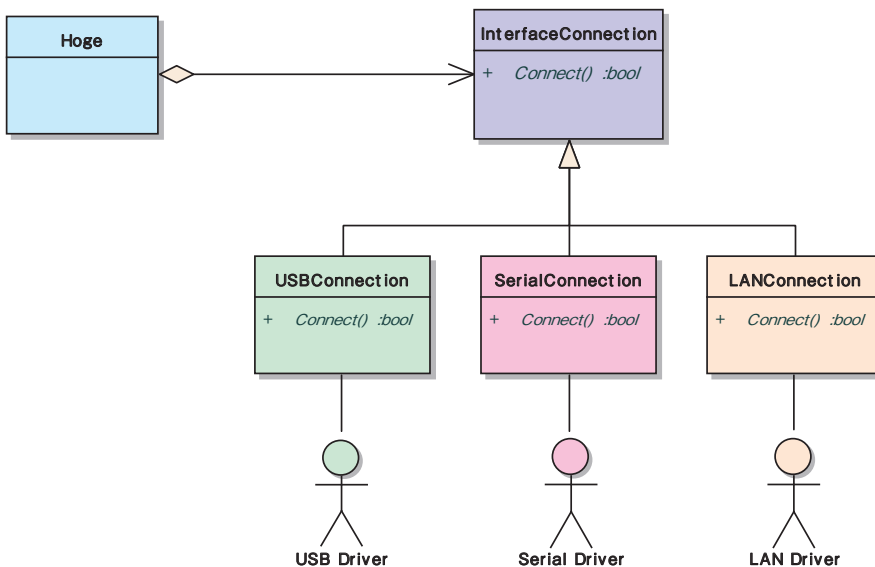 Hoge
InterfaceConnection
+ Connect() :bool
USBConnection
+ Connect() :bool
SerialConnection
+ Connect() :bool
LANConnection
+ Connect() :bool
USB Driver
Serial Driver
LAN Driver